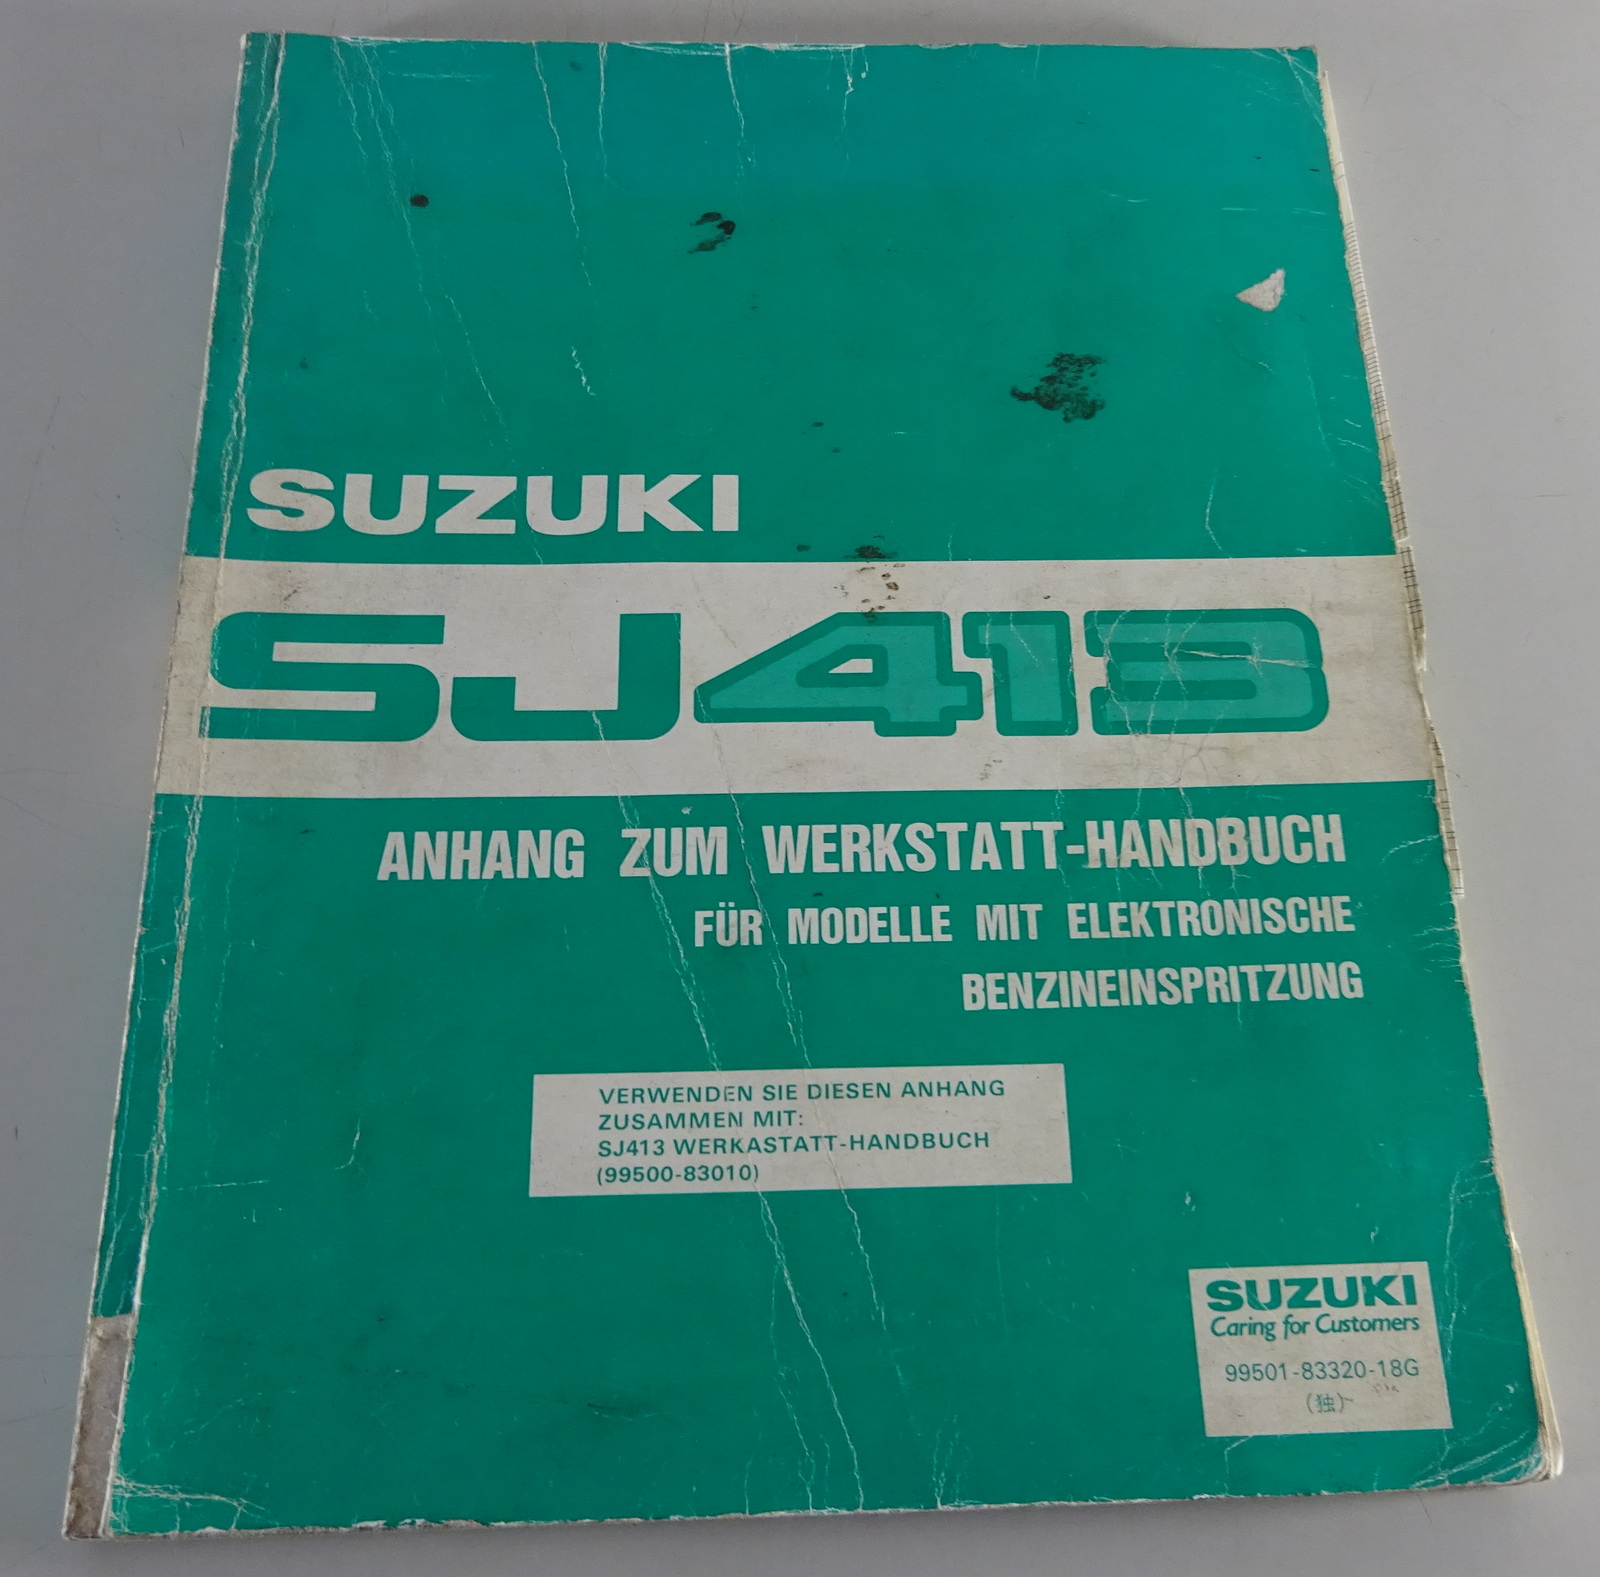 SUZUKI
SJ413
ANHANG ZUM WERKSTATT-HANDBUCH
FÜR MODELLE MIT ELEKTRONISCHE
BENZINEINSPRITZUNG
VERWENDEN SIE DIESEN ANHANG
ZUSAMMEN MIT:
SJ413 WERKASTATT-HANDBUCH
(99500-83010)
SUZUKI
Caring for Customers
99501-83320-18G
(独)